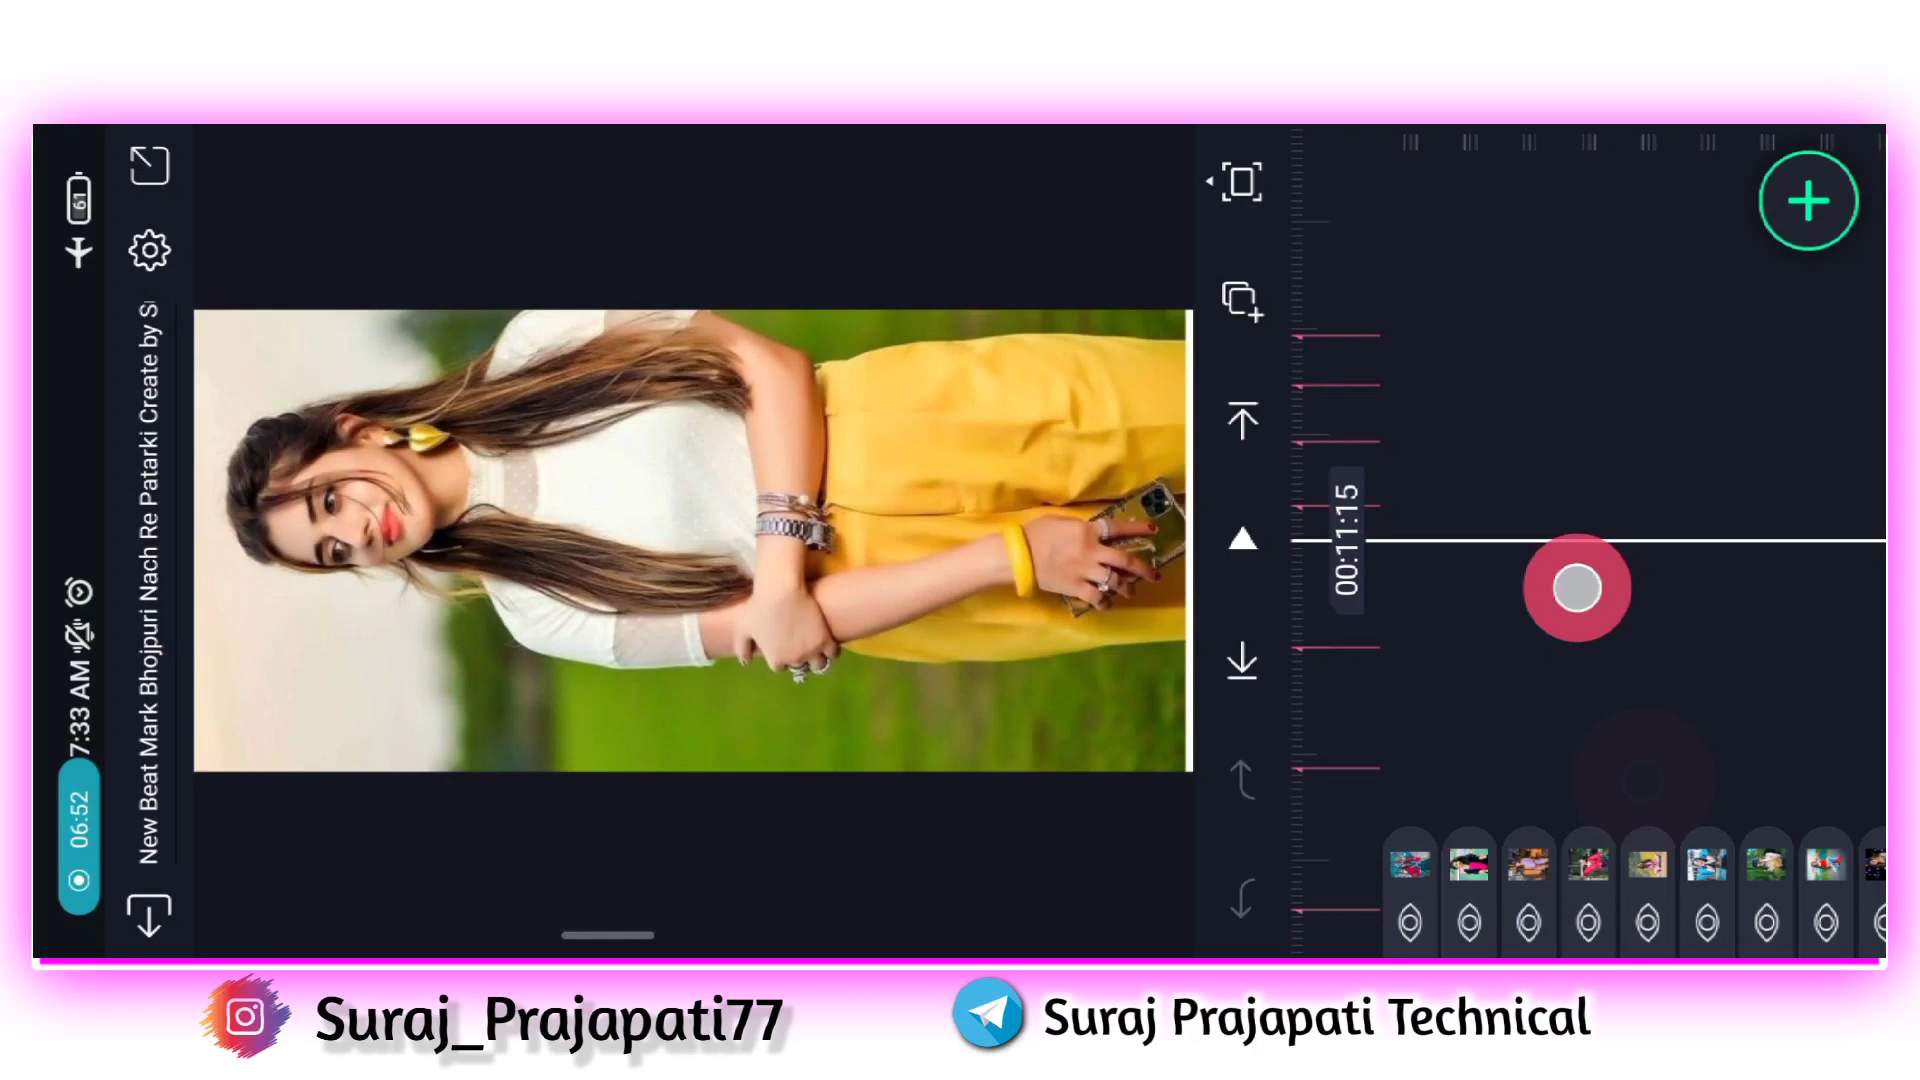 61
7:33 AM
06:52
New Beat Mark Bhojpuri Nach Re Patarki Create by S
00:11:15
Suraj_Prajapati77
Suraj Prajapati Technical